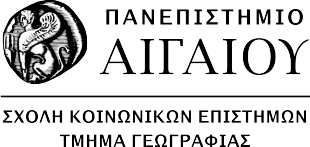 ΠΑΝΕΠΙΣΤΗΜΙΟ
ΑΙΓΑΙΟΥ
ΣΧΟΛΗ ΚΟΙΝΩΝΙΚΩΝ ΕΠΙΣΤΗΜΩΝ
ΤΜΗΜΑ ΓΕΩΓΡΑΦΙΑΣ